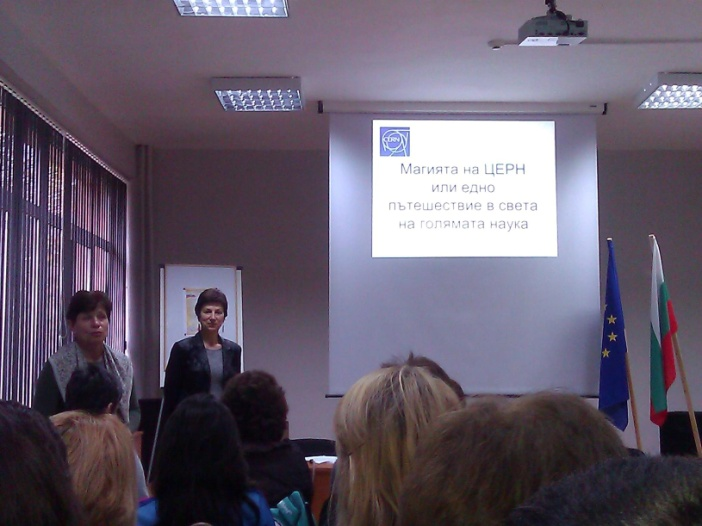 CERN
Магията на ЦЕРН
или едно
пътешествие в света
на голямата наука